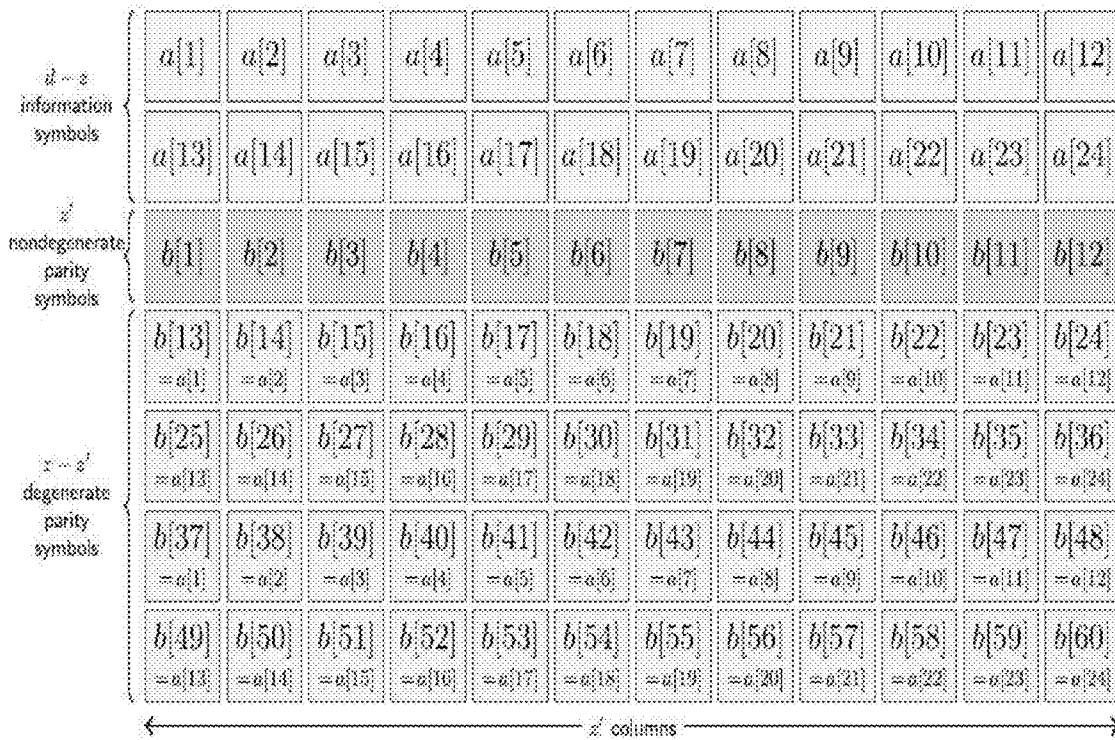 d − z
information
symbols
a[1] a[2] a[3] a[4] a[5] a[6] a[7] a[8] a[9] a[10] a[11] a[12]
a[13] a[14] a[15] a[16] a[17] a[18] a[19] a[20] a[21] a[22] a[23] a[24]
z′
nondegenerate
parity
symbols
b[1] b[2] b[3] b[4] b[5] b[6] b[7] b[8] b[9] b[10] b[11] b[12]
z − z′
degenerate
parity
symbols
b[13] b[14] b[15] b[16] b[17] b[18] b[19] b[20] b[21] b[22] b[23] b[24]
=a[1] =a[2] =a[3] =a[4] =a[5] =a[6] =a[7] =a[8] =a[9] =a[10] =a[11] =a[12]
b[25] b[26] b[27] b[28] b[29] b[30] b[31] b[32] b[33] b[34] b[35] b[36]
=a[13] =a[14] =a[15] =a[16] =a[17] =a[18] =a[19] =a[20] =a[21] =a[22] =a[23] =a[24]
b[37] b[38] b[39] b[40] b[41] b[42] b[43] b[44] b[45] b[46] b[47] b[48]
=a[1] =a[2] =a[3] =a[4] =a[5] =a[6] =a[7] =a[8] =a[9] =a[10] =a[11] =a[12]
b[49] b[50] b[51] b[52] b[53] b[54] b[55] b[56] b[57] b[58] b[59] b[60]
=a[13] =a[14] =a[15] =a[16] =a[17] =a[18] =a[19] =a[20] =a[21] =a[22] =a[23] =a[24]
z′ columns